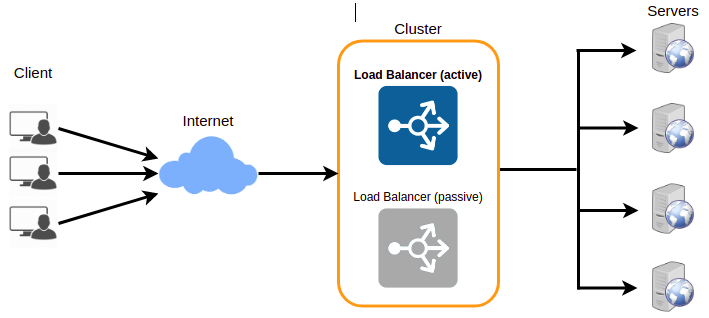 Servers
Cluster
Client
Load Balancer (active)
Internet
Load Balancer (passive)